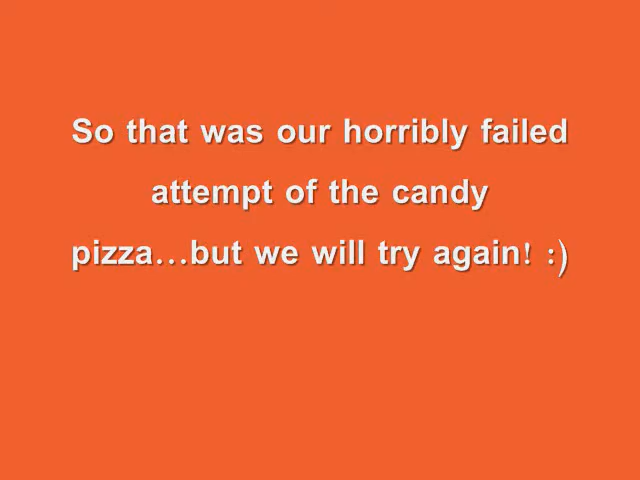 So that was our horribly failed
attempt of the candy
pizza…but we will try again! :)